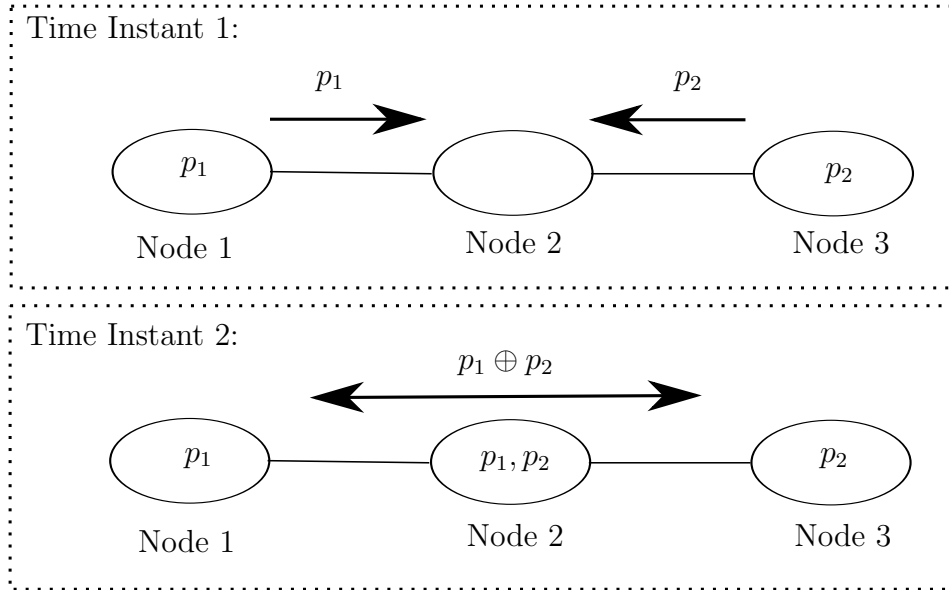 Time Instant 1:
p₁ p₂
p₁ p₂
Node 1 Node 2 Node 3
Time Instant 2:
p₁ ⊕ p₂
p₁ p₁, p₂ p₂
Node 1 Node 2 Node 3